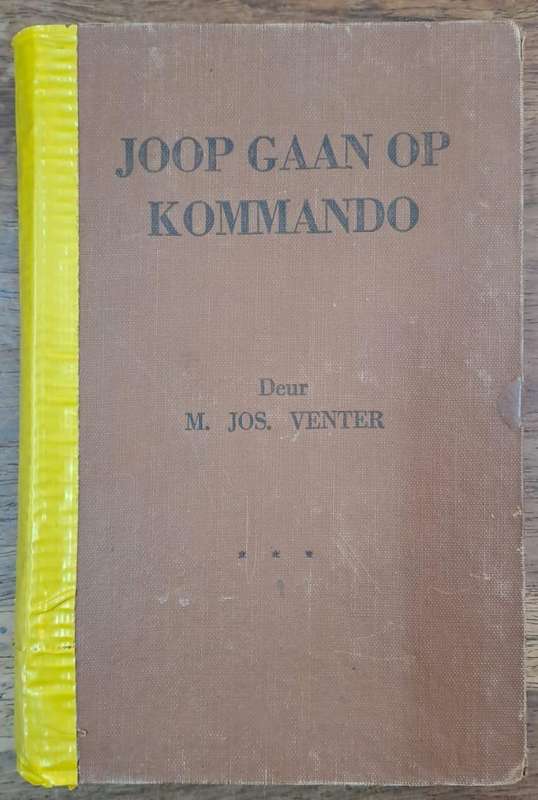 JOOP GAAN OP
KOMMANDO
Deur
M. JOS. VENTER
* * *